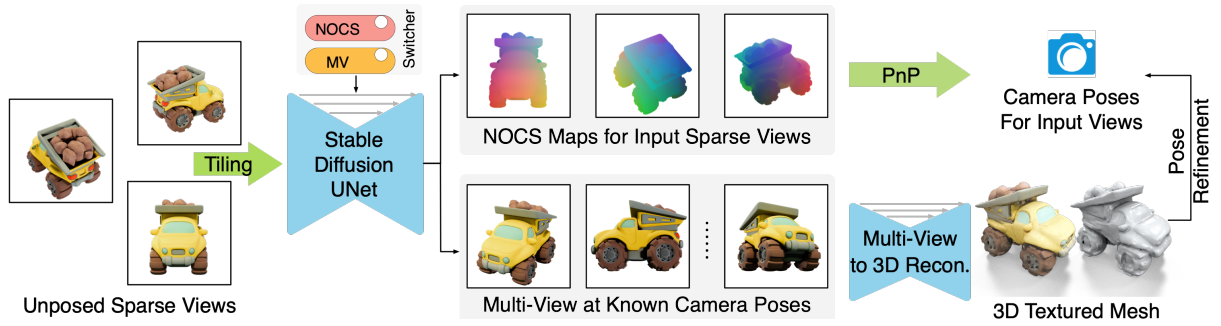 NOCS
MV
Switcher
Tiling
Stable
Diffusion
UNet
Unposed Sparse Views
NOCS Maps for Input Sparse Views
Multi-View at Known Camera Poses
PnP
Camera Poses
For Input Views
Pose
Refinement
Multi-View
to 3D Recon.
3D Textured Mesh